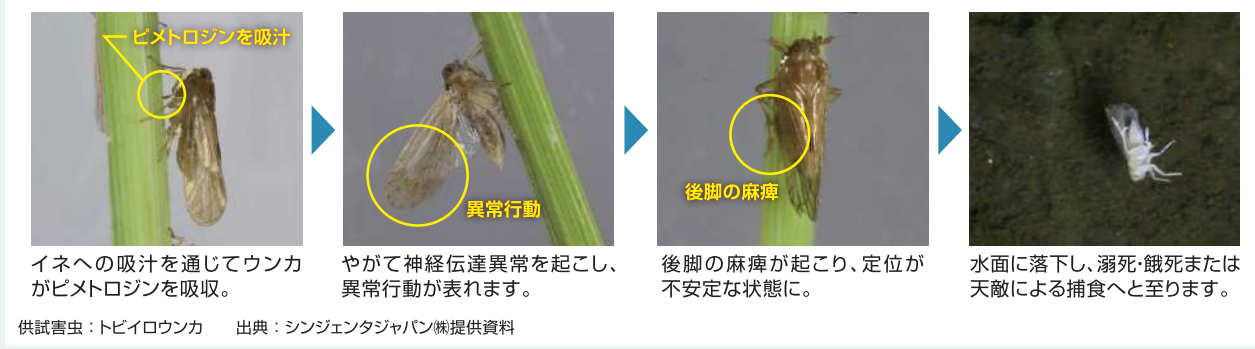 ピメトロジンを吸汁
異常行動
後脚の麻痺
イネへの吸汁を通じてウンカ
がピメトロジンを吸収。
やがて神経伝達異常を起こし、
異常行動が表れます。
後脚の麻痺が起こり、定位が
不安定な状態に。
水面に落下し、溺死・餓死または
天敵による捕食へと至ります。
供試害虫：トビイロウンカ　　出典：シンジェンタジャパン㈱提供資料